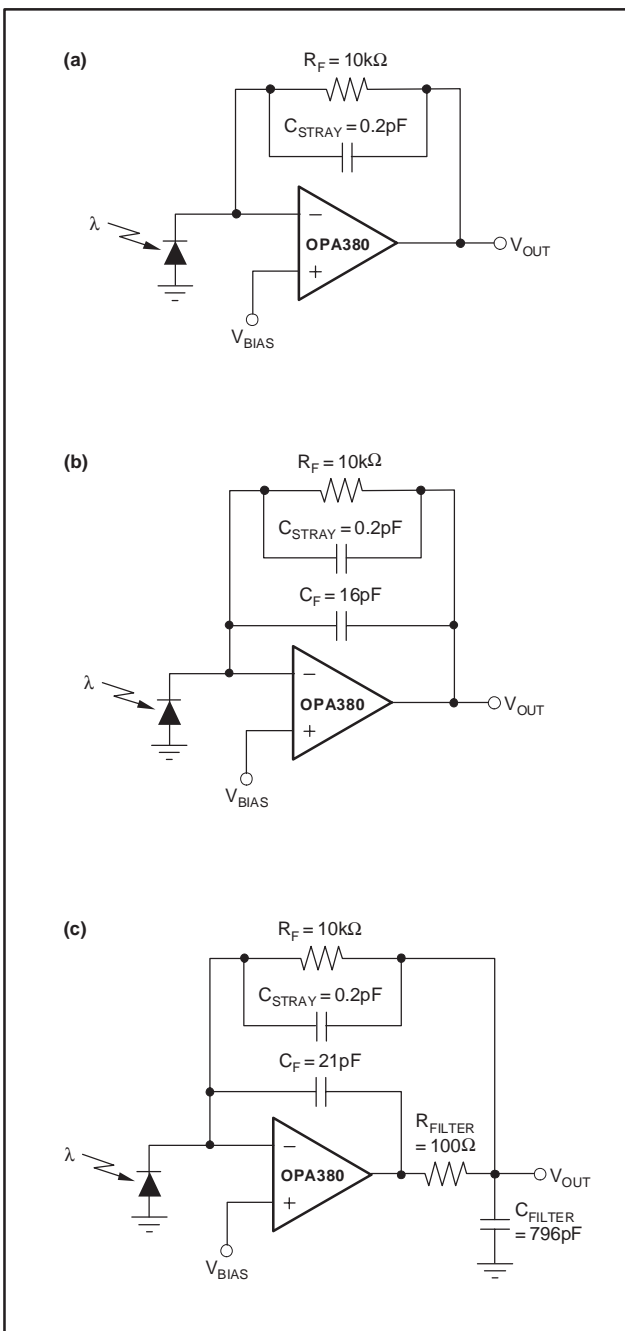 (a)
R_F = 10kΩ
C_STRAY = 0.2pF
λ
−
OPA380
+
V_OUT
V_BIAS
(b)
R_F = 10kΩ
C_STRAY = 0.2pF
C_F = 16pF
λ
−
OPA380
+
V_OUT
V_BIAS
(c)
R_F = 10kΩ
C_STRAY = 0.2pF
C_F = 21pF
R_FILTER
= 100Ω
λ
−
OPA380
+
V_OUT
C_FILTER
= 796pF
V_BIAS